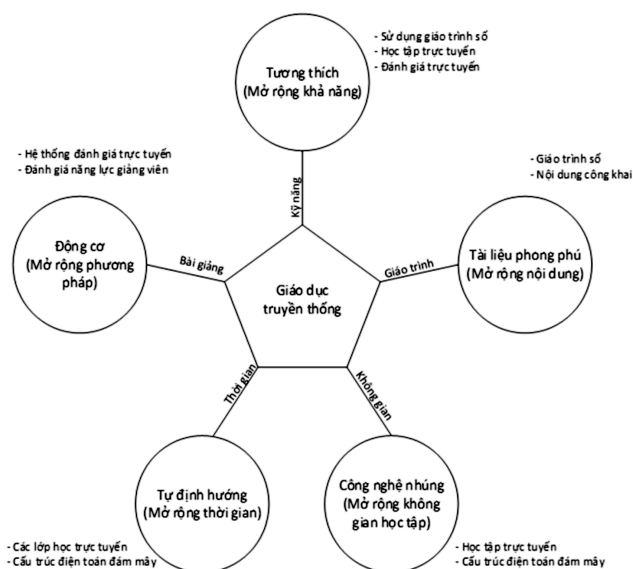 - Sử dụng giáo trình số
- Học tập trực tuyến
- Đánh giá trực tuyến
Tương thích
(Mở rộng khả năng)
Kỹ năng
- Hệ thống đánh giá trực tuyến
- Đánh giá năng lực giảng viên
- Giáo trình số
- Nội dung công khai
Động cơ
(Mở rộng phương
pháp)
Bài giảng
Giáo dục
truyền thống
Giáo trình
Tài liệu phong phú
(Mở rộng nội dung)
Thời gian
Không gian
Tự định hướng
(Mở rộng thời gian)
Công nghệ nhúng
(Mở rộng không
gian học tập)
- Các lớp học trực tuyến
- Cấu trúc điện toán đám mây
- Học tập trực tuyến
- Cấu trúc điện toán đám mây